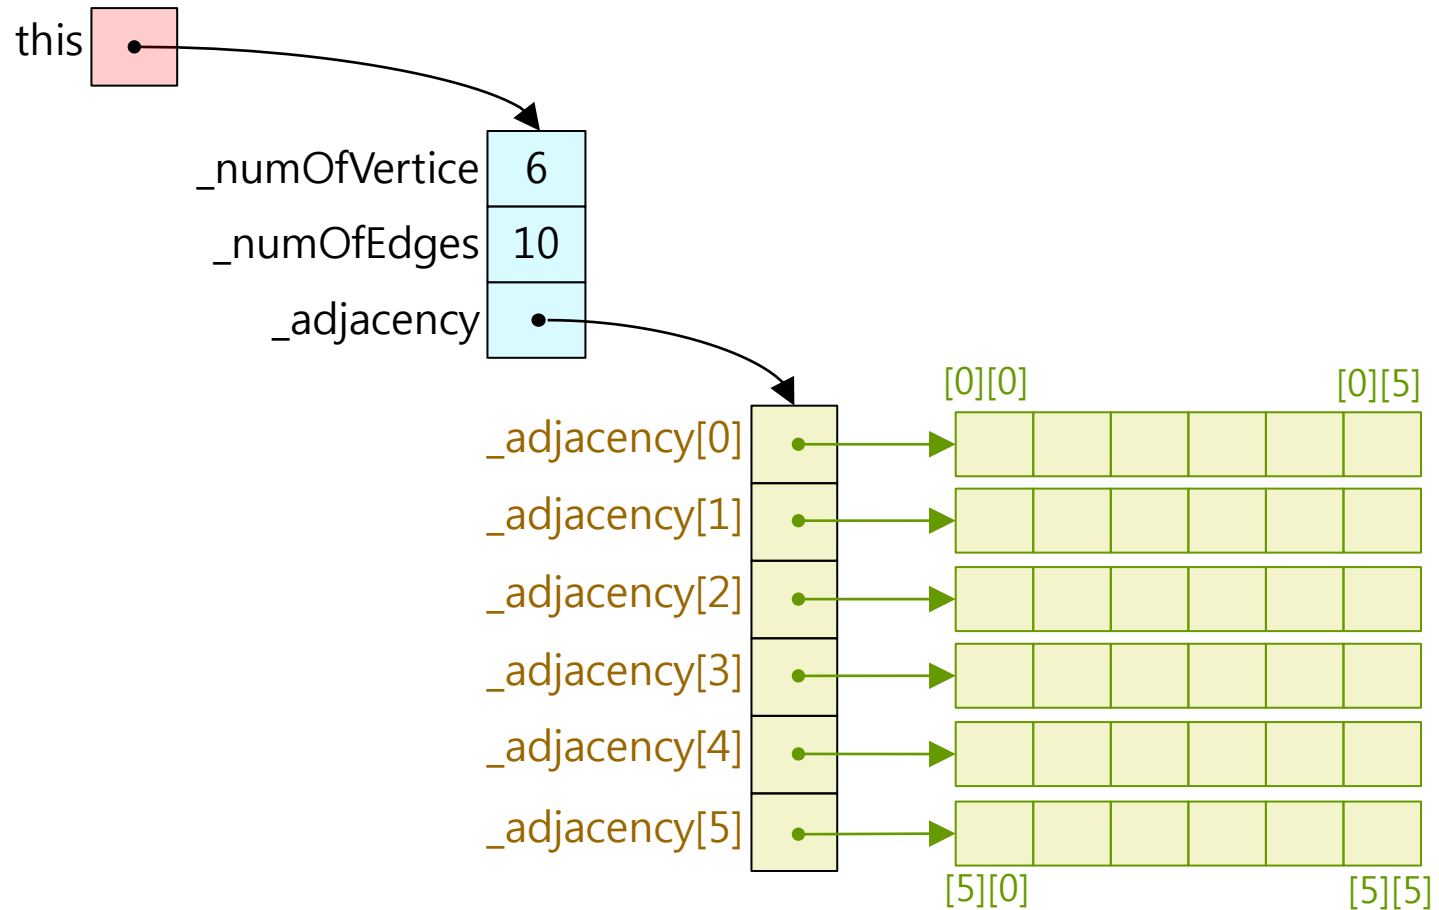 this
_numOfVertice 6
_numOfEdges 10
_adjacency
[0][0] [0][5]
_adjacency[0]
_adjacency[1]
_adjacency[2]
_adjacency[3]
_adjacency[4]
_adjacency[5]
[5][0] [5][5]